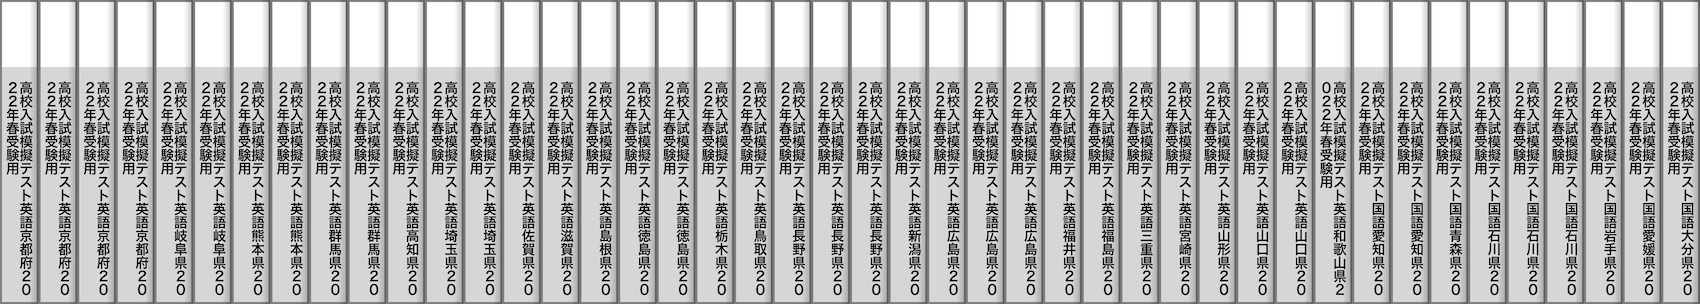 高校入試模擬テスト英語京都府20
22年春受験用
高校入試模擬テスト英語京都府20
22年春受験用
高校入試模擬テスト英語京都府20
22年春受験用
高校入試模擬テスト英語京都府20
22年春受験用
高校入試模擬テスト英語岐阜県20
22年春受験用
高校入試模擬テスト英語岐阜県20
22年春受験用
高校入試模擬テスト英語熊本県20
22年春受験用
高校入試模擬テスト英語熊本県20
22年春受験用
高校入試模擬テスト英語群馬県20
22年春受験用
高校入試模擬テスト英語群馬県20
22年春受験用
高校入試模擬テスト英語高知県20
22年春受験用
高校入試模擬テスト英語埼玉県20
22年春受験用
高校入試模擬テスト英語埼玉県20
22年春受験用
高校入試模擬テスト英語佐賀県20
22年春受験用
高校入試模擬テスト英語滋賀県20
22年春受験用
高校入試模擬テスト英語島根県20
22年春受験用
高校入試模擬テスト英語徳島県20
22年春受験用
高校入試模擬テスト英語徳島県20
22年春受験用
高校入試模擬テスト英語栃木県20
22年春受験用
高校入試模擬テスト英語鳥取県20
22年春受験用
高校入試模擬テスト英語長野県20
22年春受験用
高校入試模擬テスト英語長野県20
22年春受験用
高校入試模擬テスト英語長野県20
22年春受験用
高校入試模擬テスト英語新潟県20
22年春受験用
高校入試模擬テスト英語広島県20
22年春受験用
高校入試模擬テスト英語広島県20
22年春受験用
高校入試模擬テスト英語広島県20
22年春受験用
高校入試模擬テスト英語福井県20
22年春受験用
高校入試模擬テスト英語福島県20
22年春受験用
高校入試模擬テスト英語三重県20
22年春受験用
高校入試模擬テスト英語宮崎県20
22年春受験用
高校入試模擬テスト英語山形県20
22年春受験用
高校入試模擬テスト英語山口県20
22年春受験用
高校入試模擬テスト英語山口県20
22年春受験用
高校入試模擬テスト英語和歌山県2
022年春受験用
高校入試模擬テスト国語愛知県20
22年春受験用
高校入試模擬テスト国語愛知県20
22年春受験用
高校入試模擬テスト国語青森県20
22年春受験用
高校入試模擬テスト国語石川県20
22年春受験用
高校入試模擬テスト国語石川県20
22年春受験用
高校入試模擬テスト国語石川県20
22年春受験用
高校入試模擬テスト国語岩手県20
22年春受験用
高校入試模擬テスト国語愛媛県20
22年春受験用
高校入試模擬テスト国語大分県20
22年春受験用